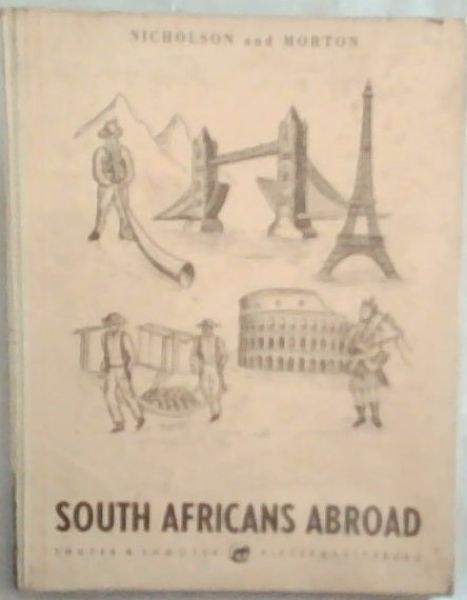 NICHOLSON and MORTON
SOUTH AFRICANS ABROAD
SHUTER & SHOOTER PIETERMARITZBURG